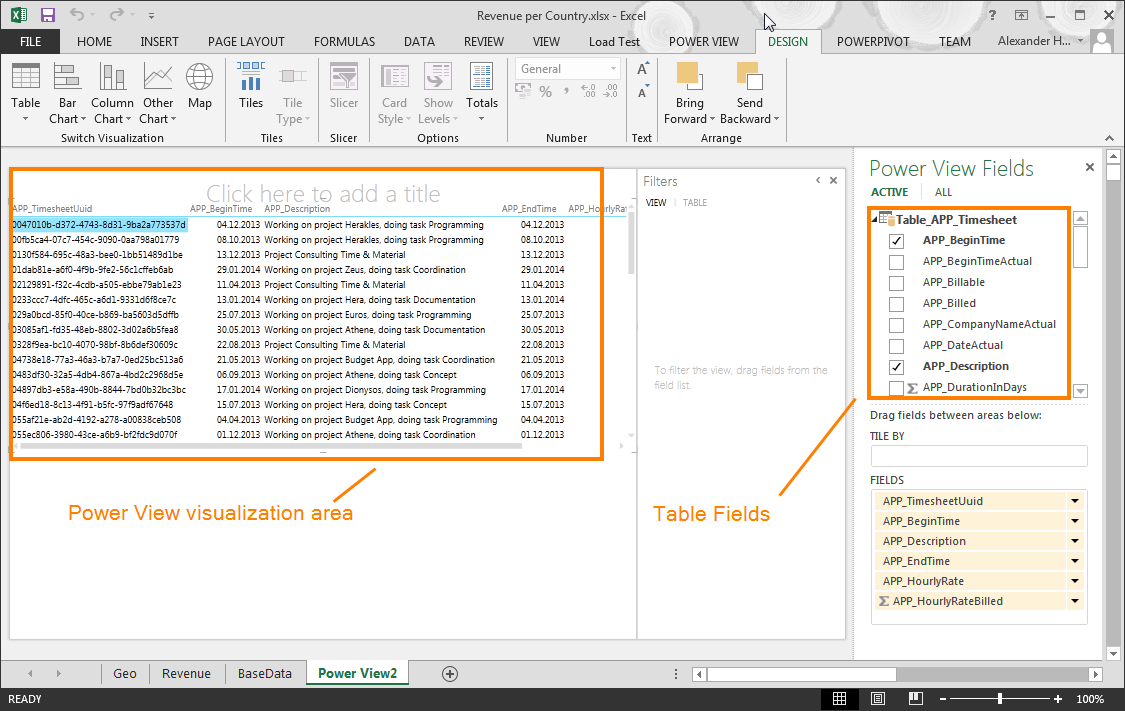 Revenue per Country.xlsx - Excel
FILE HOME INSERT PAGE LAYOUT FORMULAS DATA REVIEW VIEW Load Test POWER VIEW DESIGN POWERPIVOT TEAM Alexander H...
Table Bar Chart Column Chart Other Chart Map
Switch Visualization
Tiles Tile Type
Tiles
Slicer
Slicer
Card Style Show Levels Totals
Options
General
% , ←.0 .00 .00 →.0
Number
A A
Text
Bring Forward Send Backward
Arrange
Click here to add a title
APP_TimesheetUuid APP_BeginTime APP_Description APP_EndTime APP_HourlyRat
0047010b-d372-4743-8d31-9ba2a773537d 04.12.2013 Working on project Herakles, doing task Programming 04.12.2013
00fb5ca4-07c7-454c-9090-0aa798a01779 08.10.2013 Working on project Herakles, doing task Programming 08.10.2013
0130f584-695c-48a3-bee0-1bb51489d1be 13.12.2013 Project Consulting Time & Material 13.12.2013
01dab81e-a6f0-4f9b-9fe2-56c1cffeb6ab 29.01.2014 Working on project Zeus, doing task Coordination 29.01.2014
02129891-f32c-4cdb-a505-ebbe79ab1e23 11.04.2013 Project Consulting Time & Material 11.04.2013
0233ccc7-4dfc-465c-a6d1-9331d6f8ce7c 13.01.2014 Working on project Hera, doing task Documentation 13.01.2014
029a0bcd-85f0-40ce-b869-ba5603d5dffb 25.07.2013 Working on project Euros, doing task Programming 25.07.2013
03085af1-fd35-48eb-8802-3d02a6b5fea8 30.05.2013 Working on project Athene, doing task Documentation 30.05.2013
0328f9ea-bc10-4070-98bf-8b6def30609c 22.08.2013 Project Consulting Time & Material 22.08.2013
04738e18-77a3-46a3-b7a7-0ed25bc513a6 21.05.2013 Working on project Budget App, doing task Coordination 21.05.2013
0483df30-32a5-4db4-867a-4bd2c2968d5e 06.09.2013 Working on project Athene, doing task Concept 06.09.2013
04897db3-e58a-490b-8844-7bd0b32bc3bc 17.01.2014 Working on project Dionysos, doing task Programming 17.01.2014
04f6ed18-8c13-4f91-b5fc-97f9adf67648 15.07.2013 Working on project Hera, doing task Concept 15.07.2013
055af21e-ab2d-4192-a278-a00838ceb508 04.04.2013 Working on project Budget App, doing task Programming 04.04.2013
055ec806-3980-43ce-a6b9-bf2fdc9d070f 01.12.2013 Working on project Athene, doing task Coordination 01.12.2013
Power View visualization area
Filters
VIEW TABLE
To filter the view, drag fields from the
field list.
Table Fields
Power View Fields
ACTIVE ALL
Table_APP_Timesheet
APP_BeginTime
APP_BeginTimeActual
APP_Billable
APP_Billed
APP_CompanyNameActual
APP_DateActual
APP_Description
Σ APP_DurationInDays
Drag fields between areas below:
TILE BY
FIELDS
APP_TimesheetUuid
APP_BeginTime
APP_Description
APP_EndTime
APP_HourlyRate
Σ APP_HourlyRateBilled
Geo Revenue BaseData Power View2
READY
100%